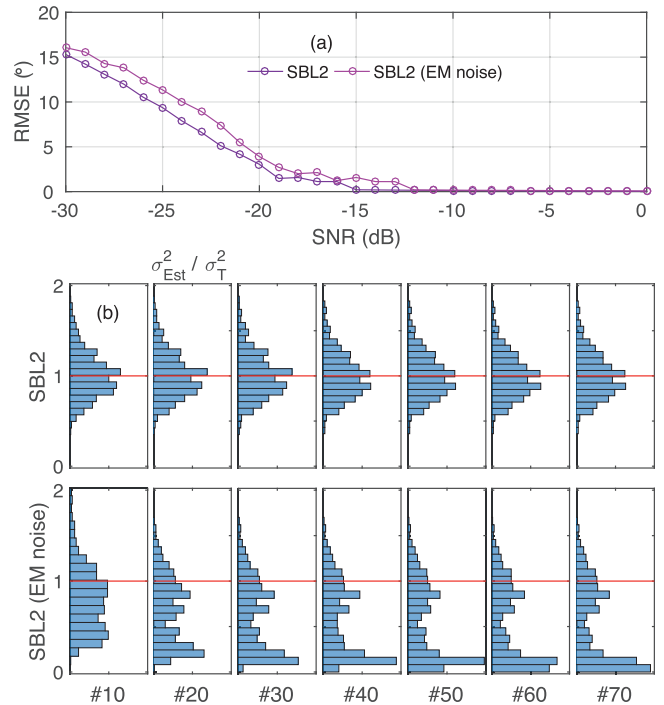 (a)
SBL2
SBL2 (EM noise)
RMSE (º)
15
10
5
0
-30
-25
-20
-15
-10
-5
0
SNR (dB)
σ²Est / σ²T
(b)
SBL2
2
1
0
SBL2 (EM noise)
2
1
0
#10
#20
#30
#40
#50
#60
#70